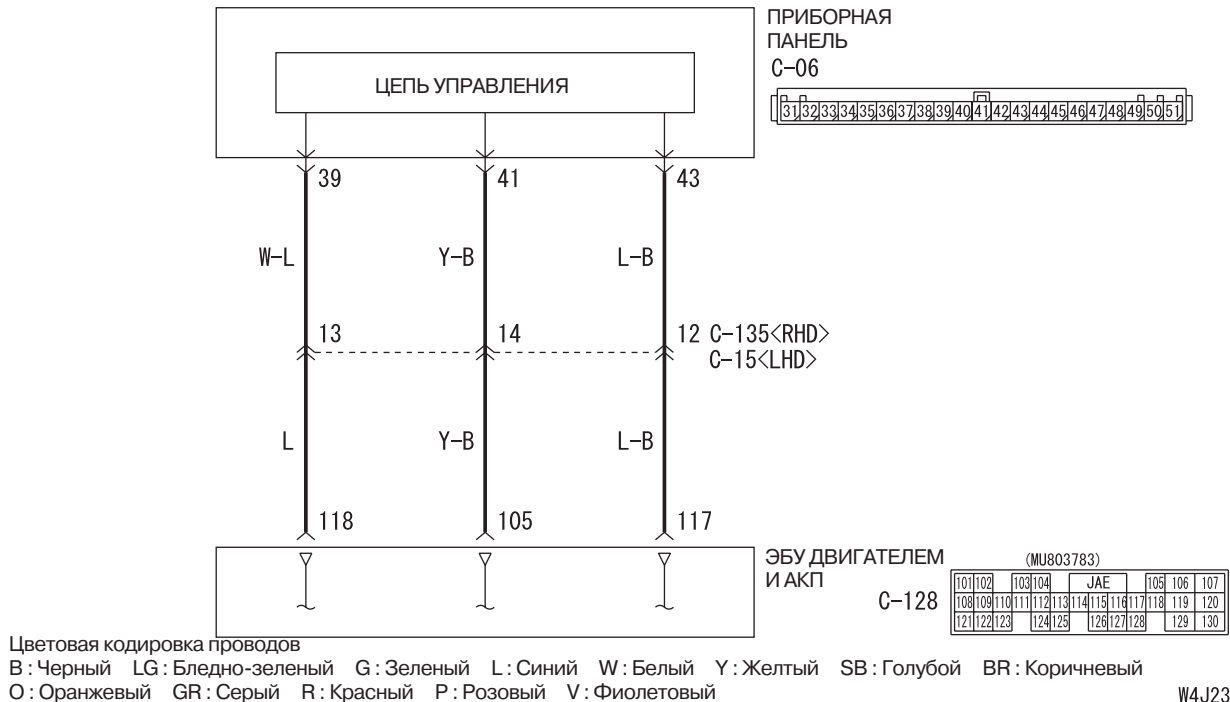 ПРИБОРНАЯ
ПАНЕЛЬ
C-06
ЦЕПЬ УПРАВЛЕНИЯ
31 32 33 34 35 36 37 38 39 40 41 42 43 44 45 46 47 48 49 50 51
39 41 43
W-L Y-B L-B
13 14 12 C-135<RHD>
C-15<LHD>
L Y-B L-B
118 105 117
ЭБУ ДВИГАТЕЛЕМ
И АКП
C-128
(MU803783)
101 102 103 104 JAE 105 106 107
108 109 110 111 112 113 114 115 116 117 118 119 120
121 122 123 124 125 126 127 128 129 130
Цветовая кодировка проводов
B : Черный LG : Бледно-зеленый G : Зеленый L : Синий W : Белый Y : Желтый SB : Голубой BR : Коричневый
O : Оранжевый GR : Серый R : Красный P : Розовый V : Фиолетовый
W4J23